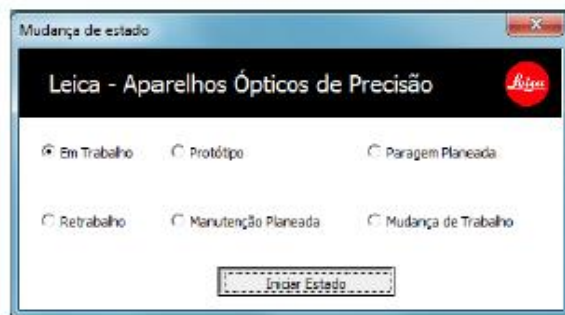 Mudança de estado
Leica - Aparelhos Ópticos de Precisão
Leica
Em Trabalho Protótipo Paragem Planeada
Retrabalho Manutenção Planeada Mudança de Trabalho
Iniciar Estado